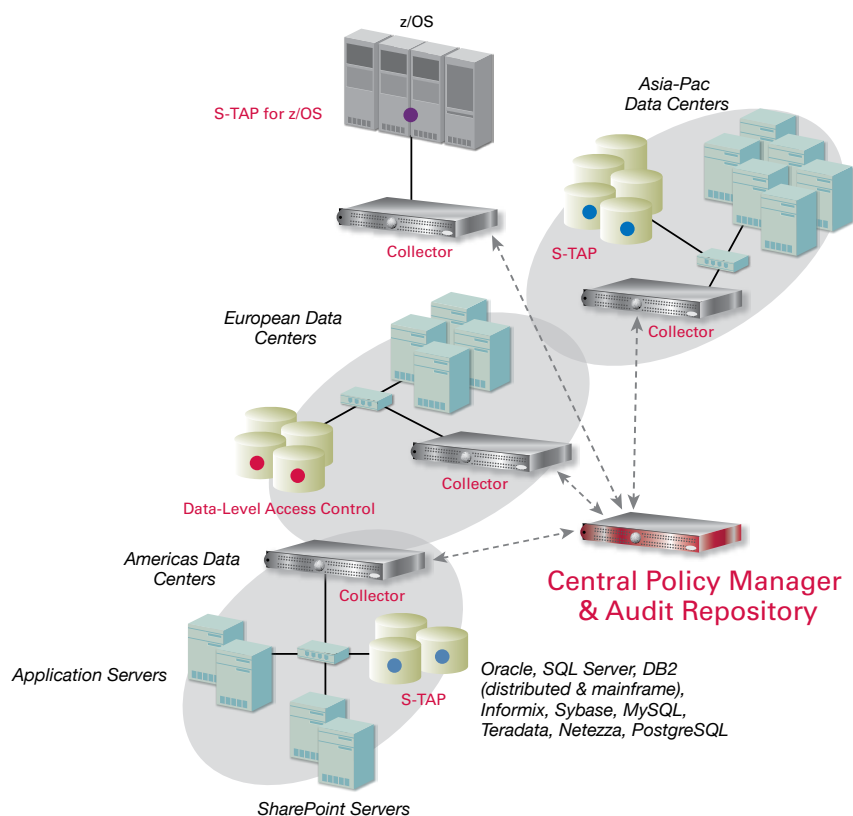 z/OS
S-TAP for z/OS
Collector
Asia-Pac
Data Centers
S-TAP
Collector
European Data
Centers
Collector
Data-Level Access Control
Americas Data
Centers
Collector
Central Policy Manager
& Audit Repository
Application Servers
S-TAP
Oracle, SQL Server, DB2
(distributed & mainframe),
Informix, Sybase, MySQL,
Teradata, Netezza, PostgreSQL
SharePoint Servers